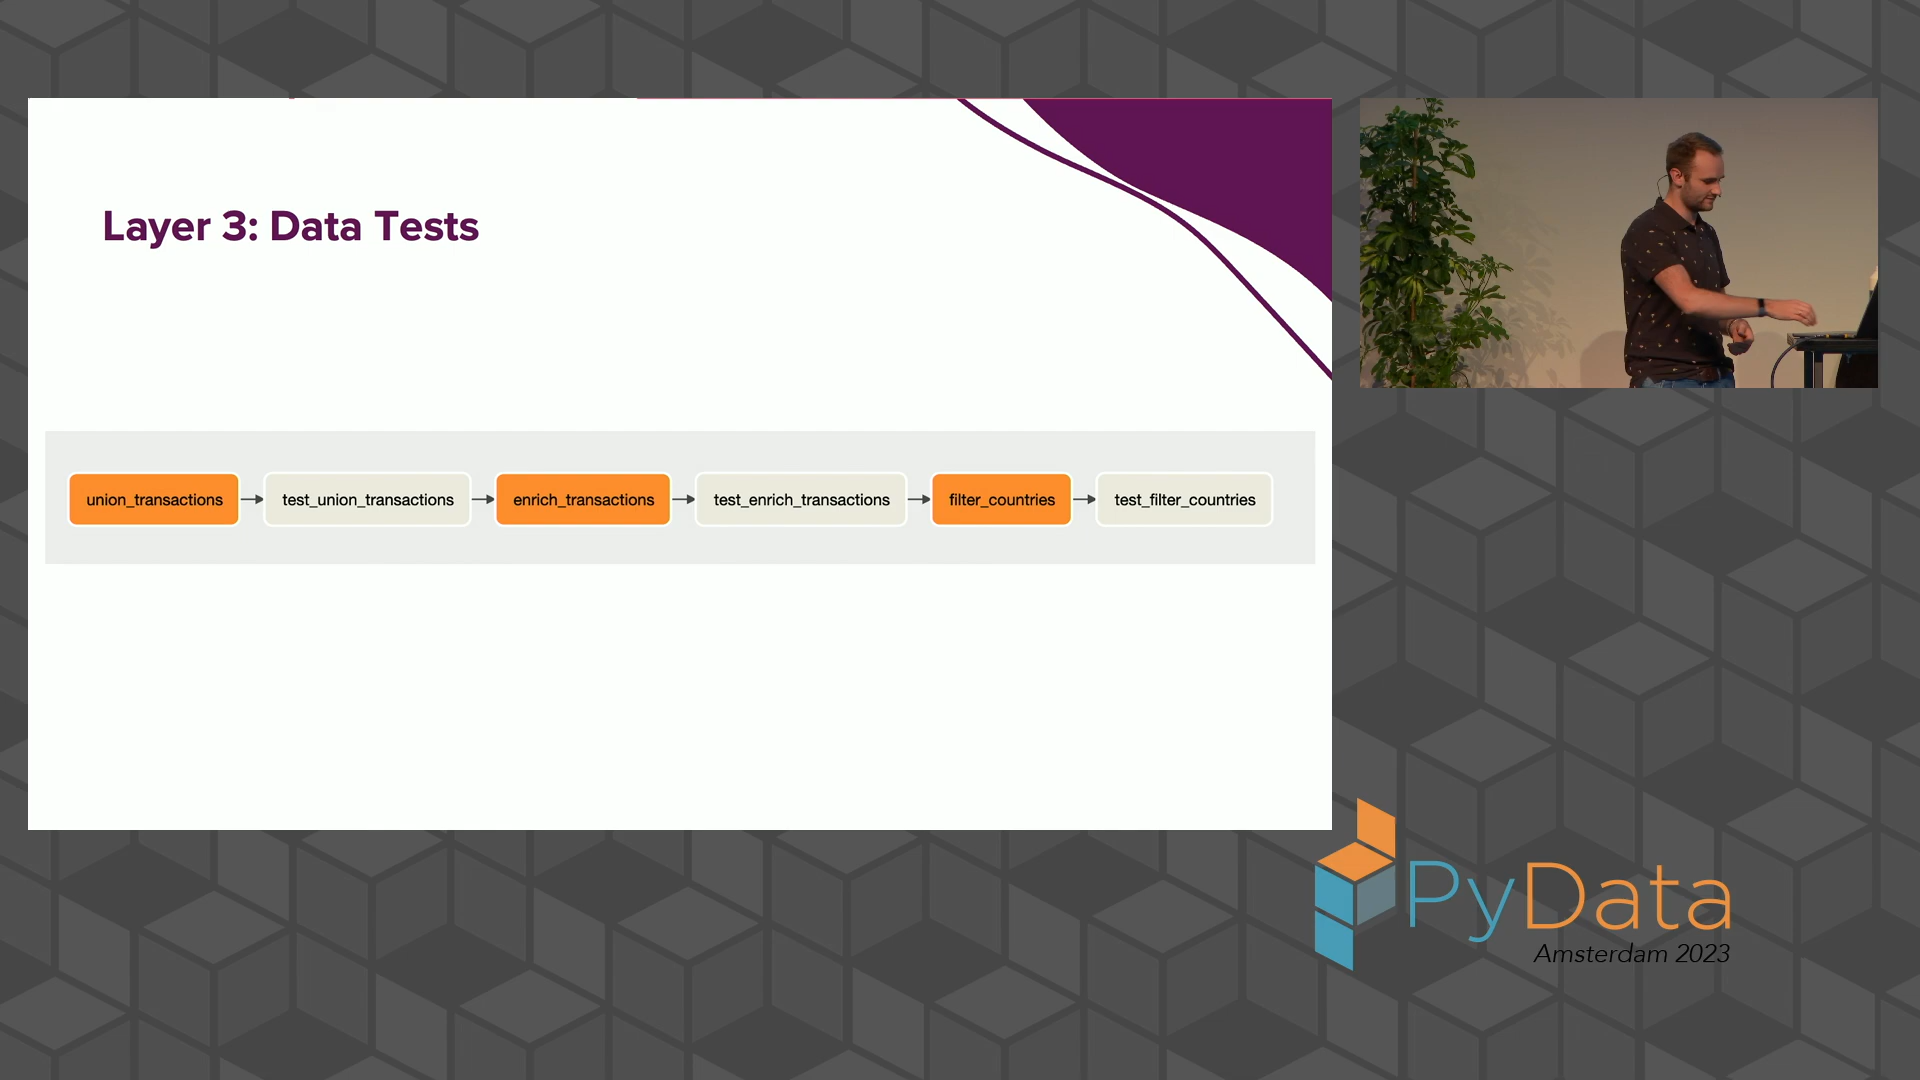 Layer 3: Data Tests
union_transactions
test_union_transactions
enrich_transactions
test_enrich_transactions
filter_countries
test_filter_countries
PyData
Amsterdam 2023